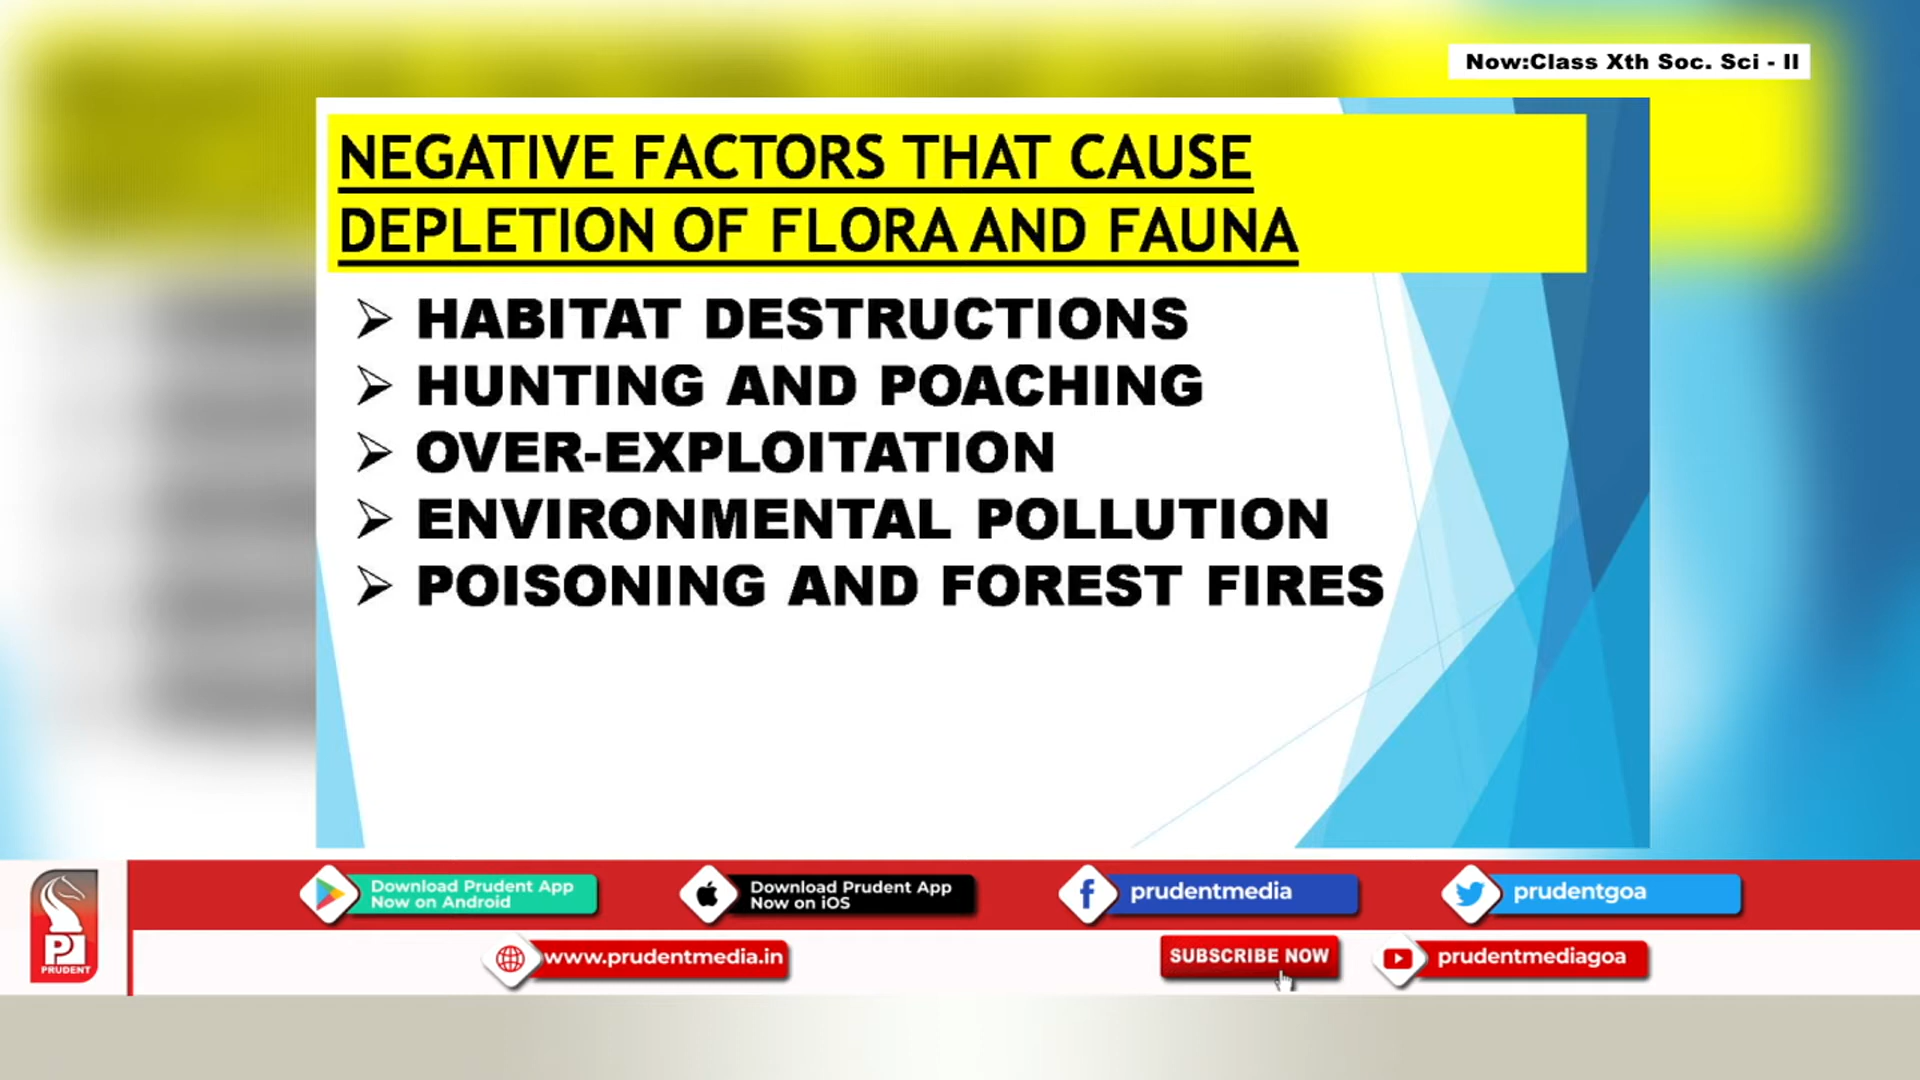 Now:Class Xth Soc. Sci - II
NEGATIVE FACTORS THAT CAUSE
DEPLETION OF FLORA AND FAUNA
HABITAT DESTRUCTIONS
HUNTING AND POACHING
OVER-EXPLOITATION
ENVIRONMENTAL POLLUTION
POISONING AND FOREST FIRES
Download Prudent App
Now on Android
Download Prudent App
Now on iOS
prudentmedia
prudentgoa
P
PRUDENT
www.prudentmedia.in
SUBSCRIBE NOW
prudentmediagoa